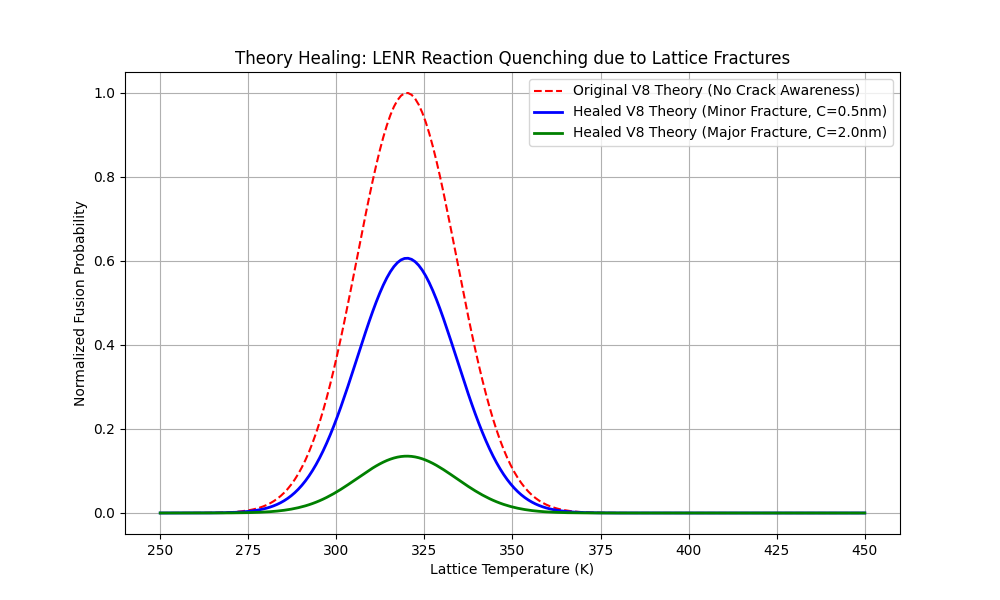 Theory Healing: LENR Reaction Quenching due to Lattice Fractures
Original V8 Theory (No Crack Awareness)
Healed V8 Theory (Minor Fracture, C=0.5nm)
Healed V8 Theory (Major Fracture, C=2.0nm)
Normalized Fusion Probability
1.0
0.8
0.6
0.4
0.2
0.0
250 275 300 325 350 375 400 425 450
Lattice Temperature (K)